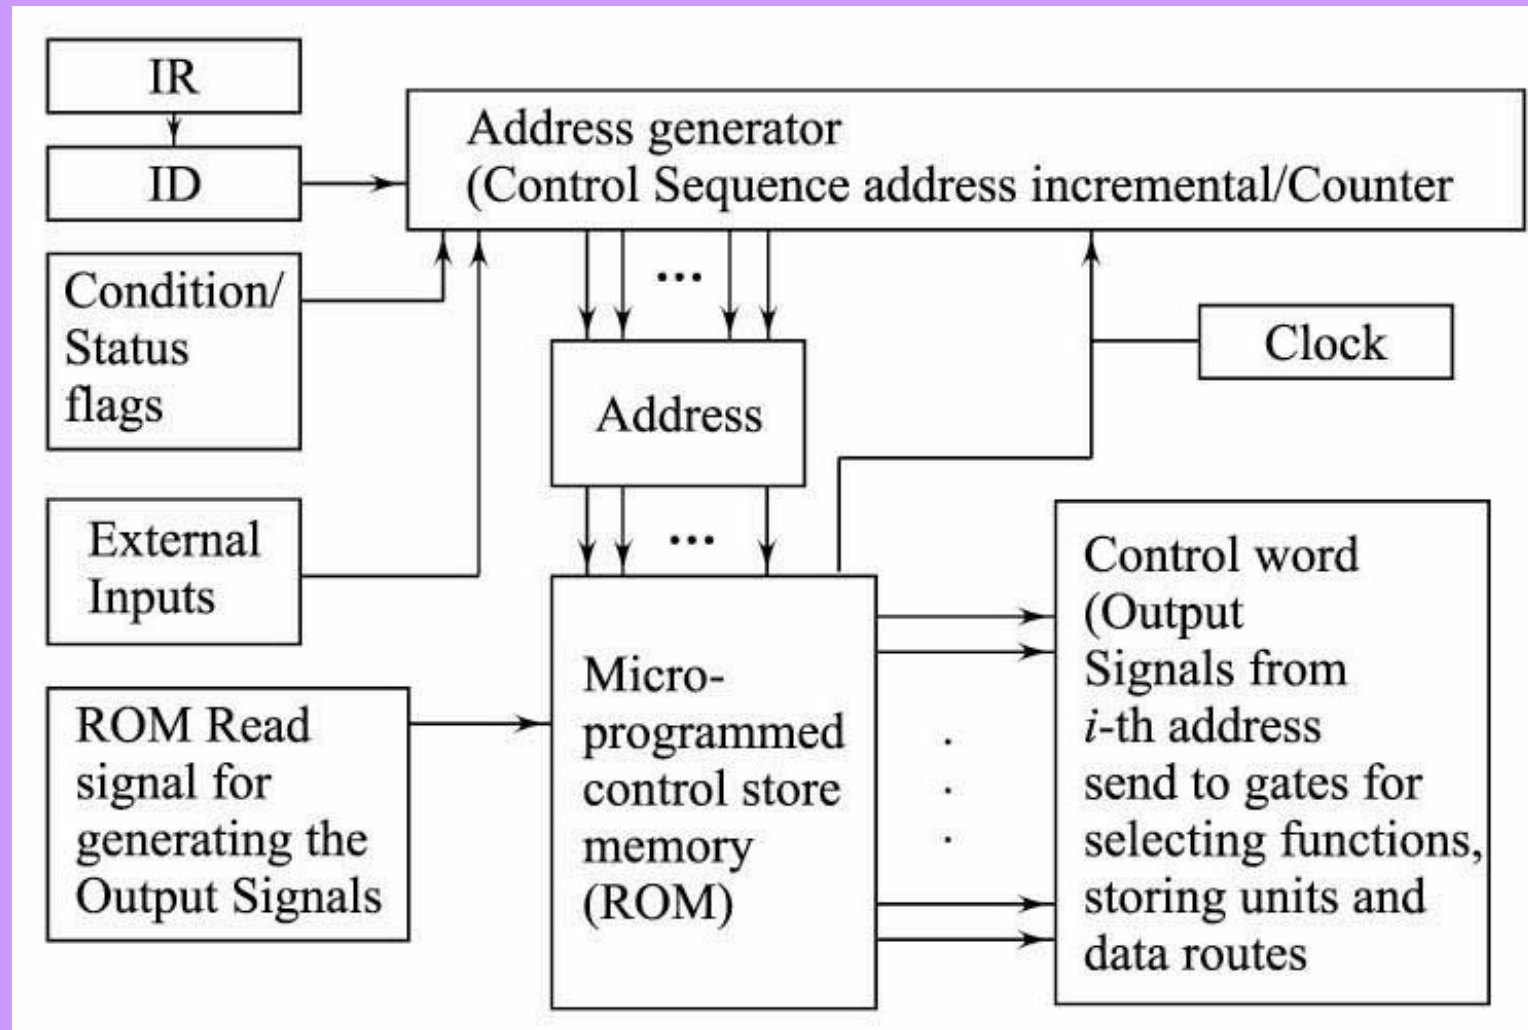 IR
ID
Address generator
(Control Sequence address incremental/Counter
Condition/
Status
flags
...
Address
Clock
...
External
Inputs
ROM Read
signal for
generating the
Output Signals
Micro-
programmed
control store
memory
(ROM)
.
.
.
Control word
(Output
Signals from
i-th address
send to gates for
selecting functions,
storing units and
data routes